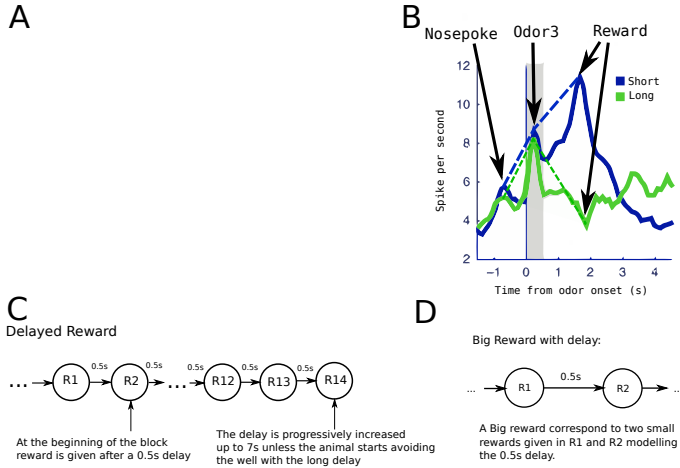 A
B
Nosepoke
Odor3
Reward
12
10
8
6
4
2
Spike per second
Short
Long
−1
0
1
2
3
4
Time from odor onset (s)
C
Delayed Reward
...
R1
0.5s
R2
0.5s
...
0.5s
R12
0.5s
R13
0.5s
R14
At the beginning of the block
reward is given after a 0.5s delay
The delay is progressively increased
up to 7s unless the animal starts avoiding
the well with the long delay
D
Big Reward with delay:
...
R1
0.5s
R2
...
A Big reward correspond to two small
rewards given in R1 and R2 modelling
the 0.5s delay.